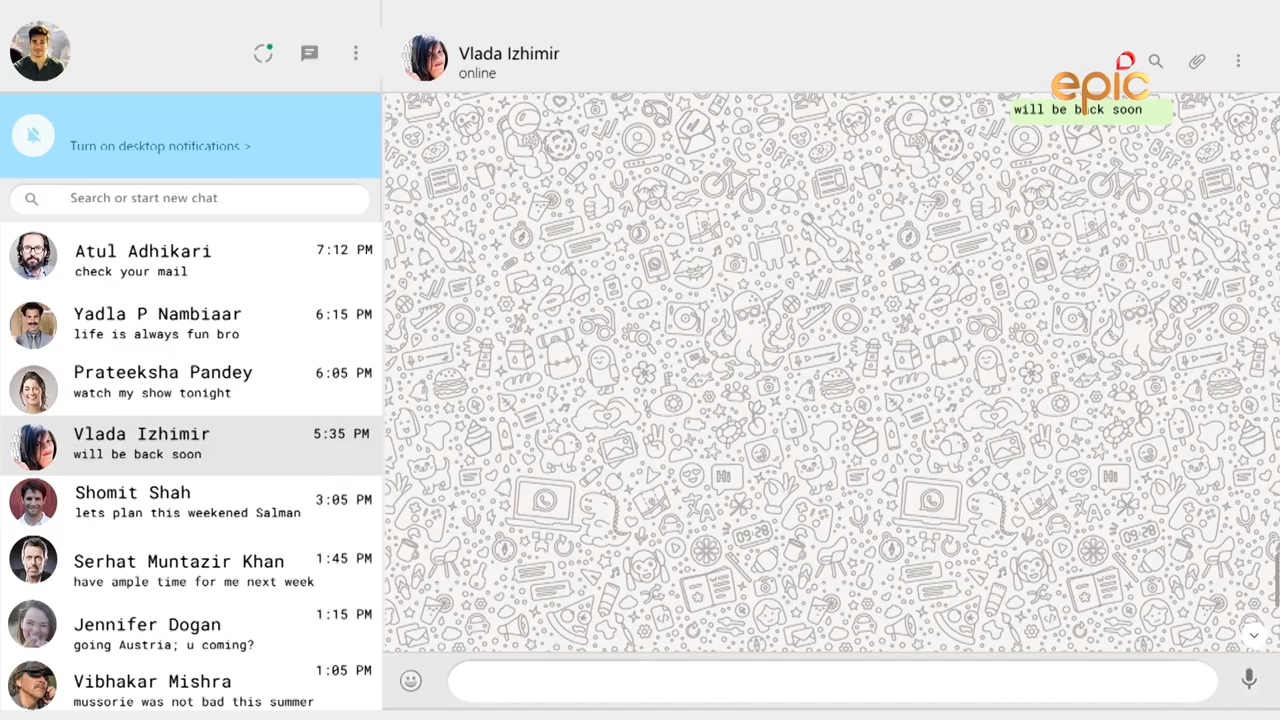 Vlada Izhimir
online
epic
will be back soon
Turn on desktop notifications >
Search or start new chat
Atul Adhikari 7:12 PM
check your mail
Yadla P Nambiaar 6:15 PM
life is always fun bro
Prateeksha Pandey 6:05 PM
watch my show tonight
Vlada Izhimir 5:35 PM
will be back soon
Shomit Shah 3:05 PM
lets plan this weekened Salman
Serhat Muntazir Khan 1:45 PM
have ample time for me next week
Jennifer Dogan 1:15 PM
going Austria; u coming?
Vibhakar Mishra 1:05 PM
mussorie was not bad this summer